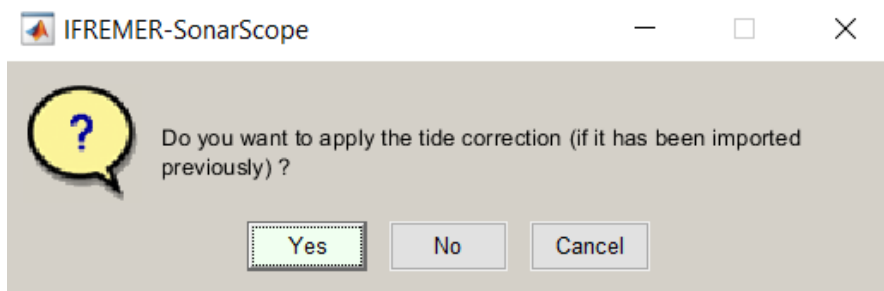 IFREMER-SonarScope
?
Do you want to apply the tide correction (if it has been imported
previously) ?
Yes No Cancel